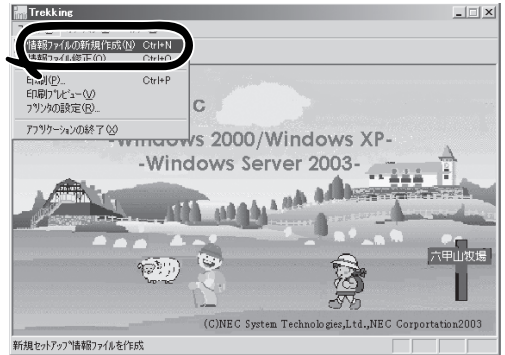 Trekking
情報ファイルの新規作成(N) Ctrl+N
情報ファイル修正(O) Ctrl+O
印刷(P)... Ctrl+P
印刷プレビュー(V)
プリンタの設定(R)...
アプリケーションの終了(X)
-Windows 2000/Windows XP-
-Windows Server 2003-
六甲山牧場
(C)NEC System Technologies,Ltd.,NEC Corportation2003
新規セットアップ情報ファイルを作成